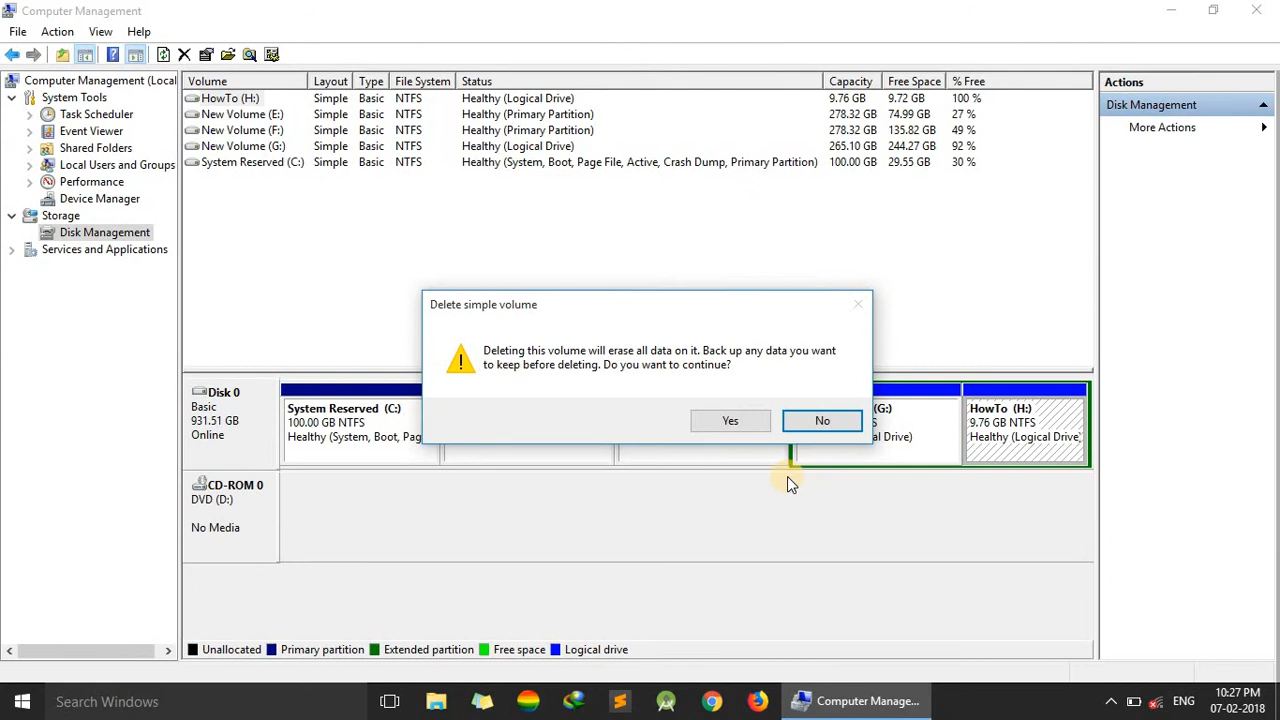 Computer Management
File Action View Help
Computer Management (Local
System Tools
Task Scheduler
Event Viewer
Shared Folders
Local Users and Groups
Performance
Device Manager
Storage
Disk Management
Services and Applications
Volume Layout Type File System Status Capacity Free Space % Free
HowTo (H:) Simple Basic NTFS Healthy (Logical Drive) 9.76 GB 9.72 GB 100 %
New Volume (E:) Simple Basic NTFS Healthy (Primary Partition) 278.32 GB 74.99 GB 27 %
New Volume (F:) Simple Basic NTFS Healthy (Primary Partition) 278.32 GB 135.82 GB 49 %
New Volume (G:) Simple Basic NTFS Healthy (Logical Drive) 265.10 GB 244.27 GB 92 %
System Reserved (C:) Simple Basic NTFS Healthy (System, Boot, Page File, Active, Crash Dump, Primary Partition) 100.00 GB 29.55 GB 30 %
Actions
Disk Management
More Actions
Delete simple volume
Deleting this volume will erase all data on it. Back up any data you want
to keep before deleting. Do you want to continue?
Yes No
Disk 0
Basic
931.51 GB
Online
System Reserved (C:)
100.00 GB NTFS
Healthy (System, Boot, Pag
(G:)
al Drive)
HowTo (H:)
9.76 GB NTFS
Healthy (Logical Drive)
CD-ROM 0
DVD (D:)
No Media
Unallocated Primary partition Extended partition Free space Logical drive
Search Windows
Computer Manage...
ENG
10:27 PM
07-02-2018